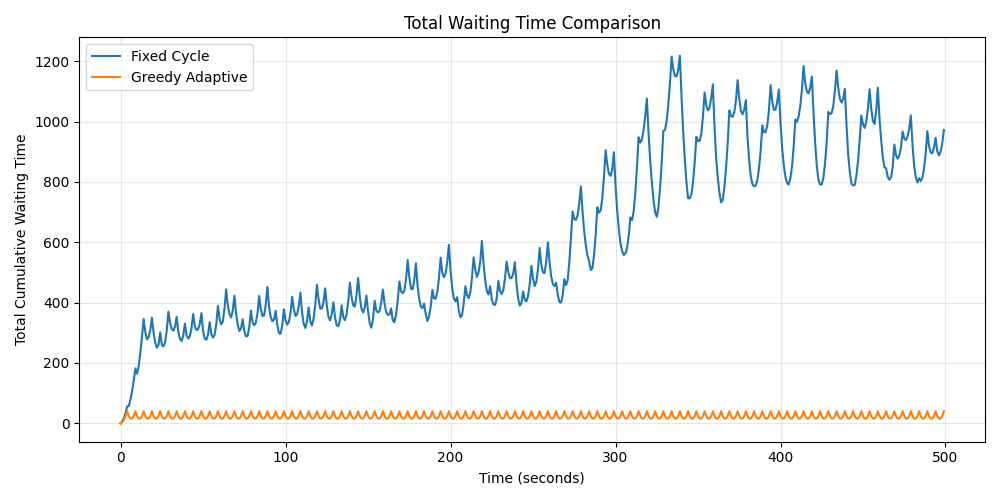 Total Waiting Time Comparison
Fixed Cycle
Greedy Adaptive
Total Cumulative Waiting Time
1200
1000
800
600
400
200
0
0 100 200 300 400 500
Time (seconds)